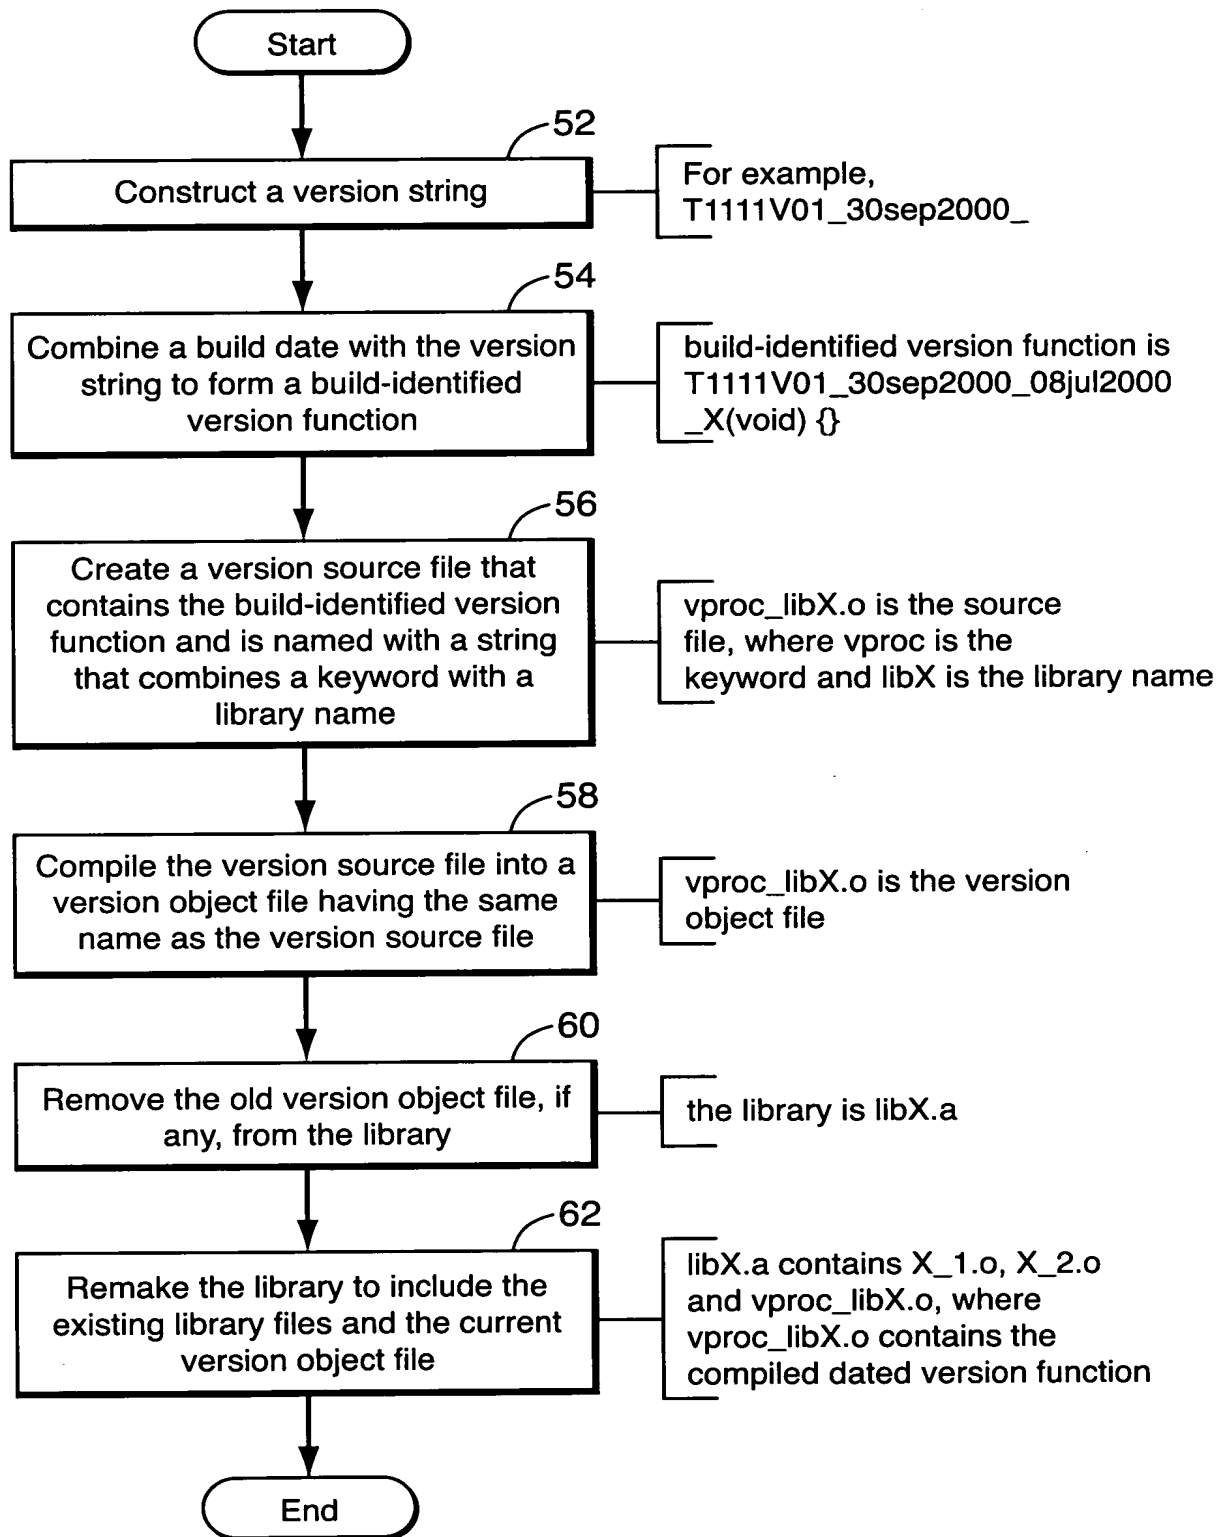 Start
52
Construct a version string
For example,
T1111V01_30sep2000_
54
Combine a build date with the version
string to form a build-identified
version function
build-identified version function is
T1111V01_30sep2000_08jul2000
_X(void) {}
56
Create a version source file that
contains the build-identified version
function and is named with a string
that combines a keyword with a
library name
vproc_libX.o is the source
file, where vproc is the
keyword and libX is the library name
58
Compile the version source file into a
version object file having the same
name as the version source file
vproc_libX.o is the version
object file
60
Remove the old version object file, if
any, from the library
the library is libX.a
62
Remake the library to include the
existing library files and the current
version object file
libX.a contains X_1.o, X_2.o
and vproc_libX.o, where
vproc_libX.o contains the
compiled dated version function
End